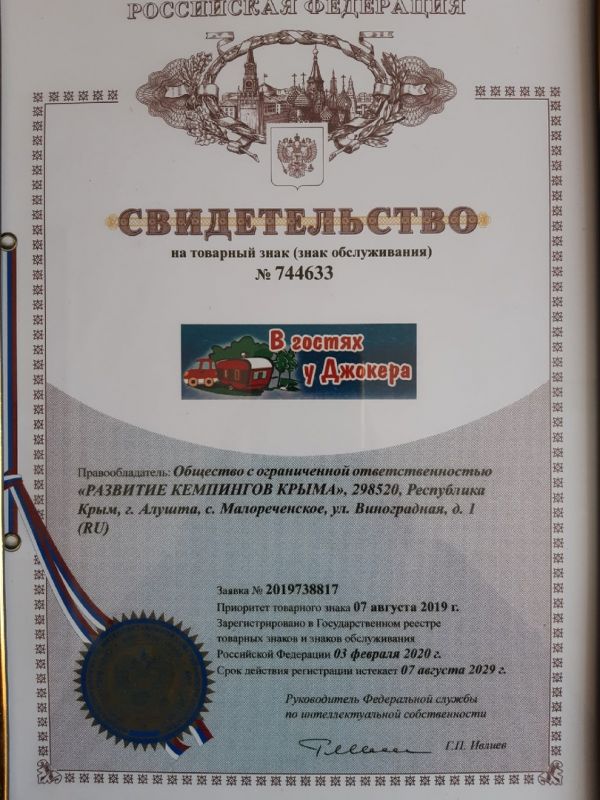 РОССИЙСКАЯ ФЕДЕРАЦИЯ
СВИДЕТЕЛЬСТВО
на товарный знак (знак обслуживания)
№ 744633
В гостях
у Джокера
Правообладатель: Общество с ограниченной ответственностью
«РАЗВИТИЕ КЕМПИНГОВ КРЫМА», 298520, Республика
Крым, г. Алушта, с. Малореченское, ул. Виноградная, д. 1
(RU)
Заявка № 2019738817
Приоритет товарного знака 07 августа 2019 г.
Зарегистрировано в Государственном реестре
товарных знаков и знаков обслуживания
Российской Федерации 03 февраля 2020 г.
Срок действия регистрации истекает 07 августа 2029 г.
Руководитель Федеральной службы
по интеллектуальной собственности
Г.П. Ивлиев